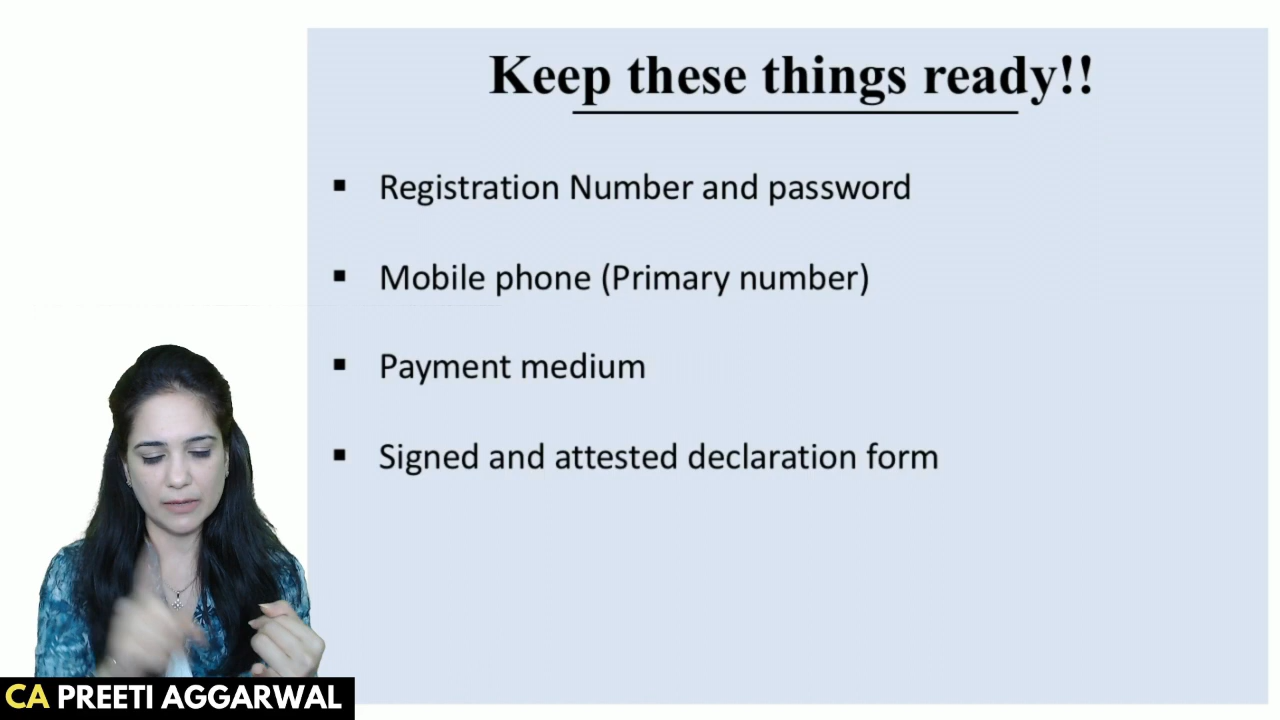 Keep these things ready!!
▪ Registration Number and password
▪ Mobile phone (Primary number)
▪ Payment medium
▪ Signed and attested declaration form
CA PREETI AGGARWAL